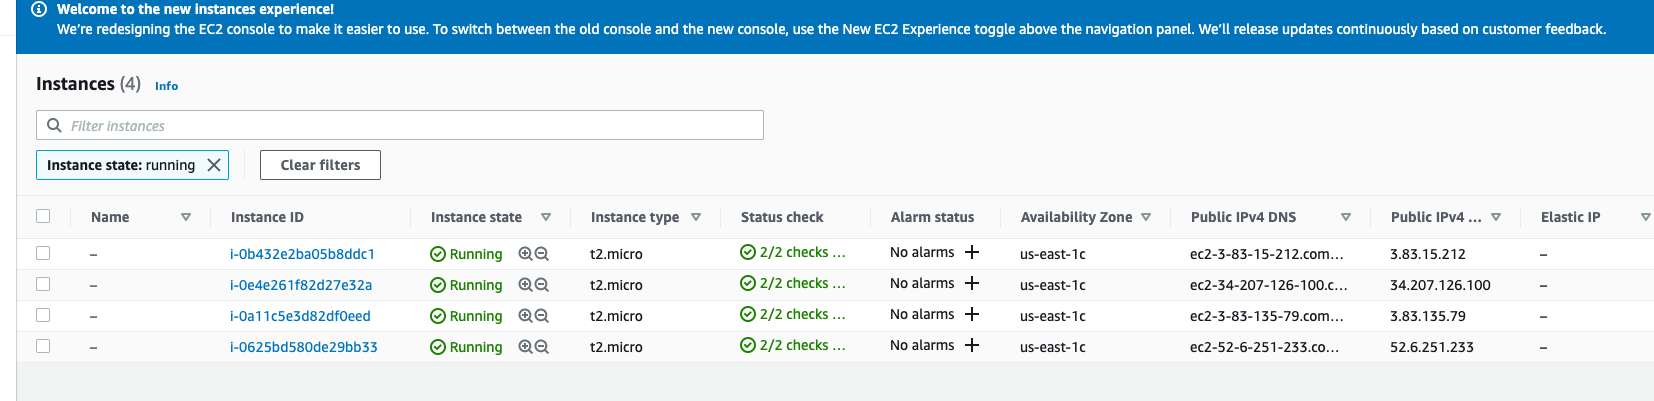 Welcome to the new instances experience!
We're redesigning the EC2 console to make it easier to use. To switch between the old console and the new console, use the New EC2 Experience toggle above the navigation panel. We'll release updates continuously based on customer feedback.
Instances (4) Info
Filter instances
Instance state: running Clear filters
Name Instance ID Instance state Instance type Status check Alarm status Availability Zone Public IPv4 DNS Public IPv4 ... Elastic IP
– i-0b432e2ba05b8ddc1 Running t2.micro 2/2 checks ... No alarms + us-east-1c ec2-3-83-15-212.com... 3.83.15.212 –
– i-0e4e261f82d27e32a Running t2.micro 2/2 checks ... No alarms + us-east-1c ec2-34-207-126-100.c... 34.207.126.100 –
– i-0a11c5e3d82df0eed Running t2.micro 2/2 checks ... No alarms + us-east-1c ec2-3-83-135-79.com... 3.83.135.79 –
– i-0625bd580de29bb33 Running t2.micro 2/2 checks ... No alarms + us-east-1c ec2-52-6-251-233.co... 52.6.251.233 –